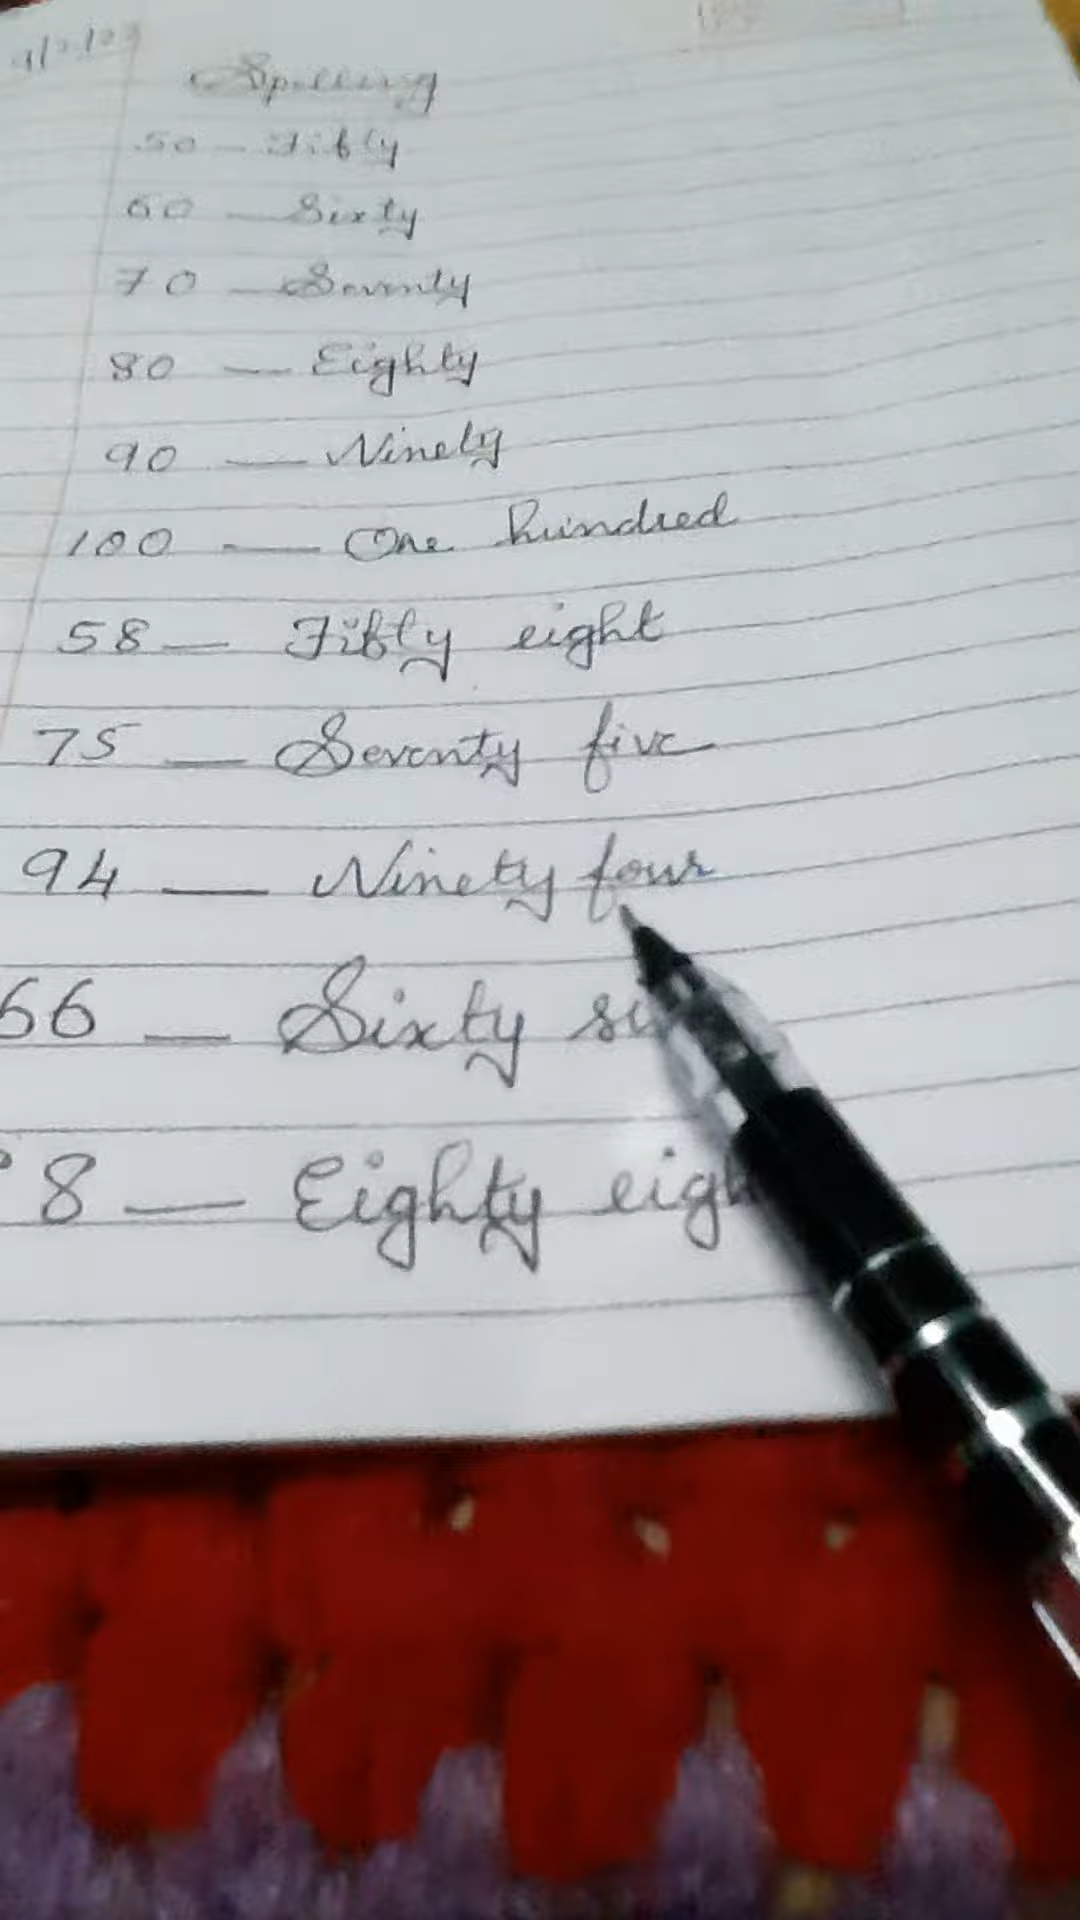 Spelling
50 — Fifty
60 — Sixty
70 — Seventy
80 — Eighty
90 — Ninety
100 — One hundred
58 — Fifty eight
75 — Seventy five
94 — Ninety four
66 — Sixty
8 — Eighty